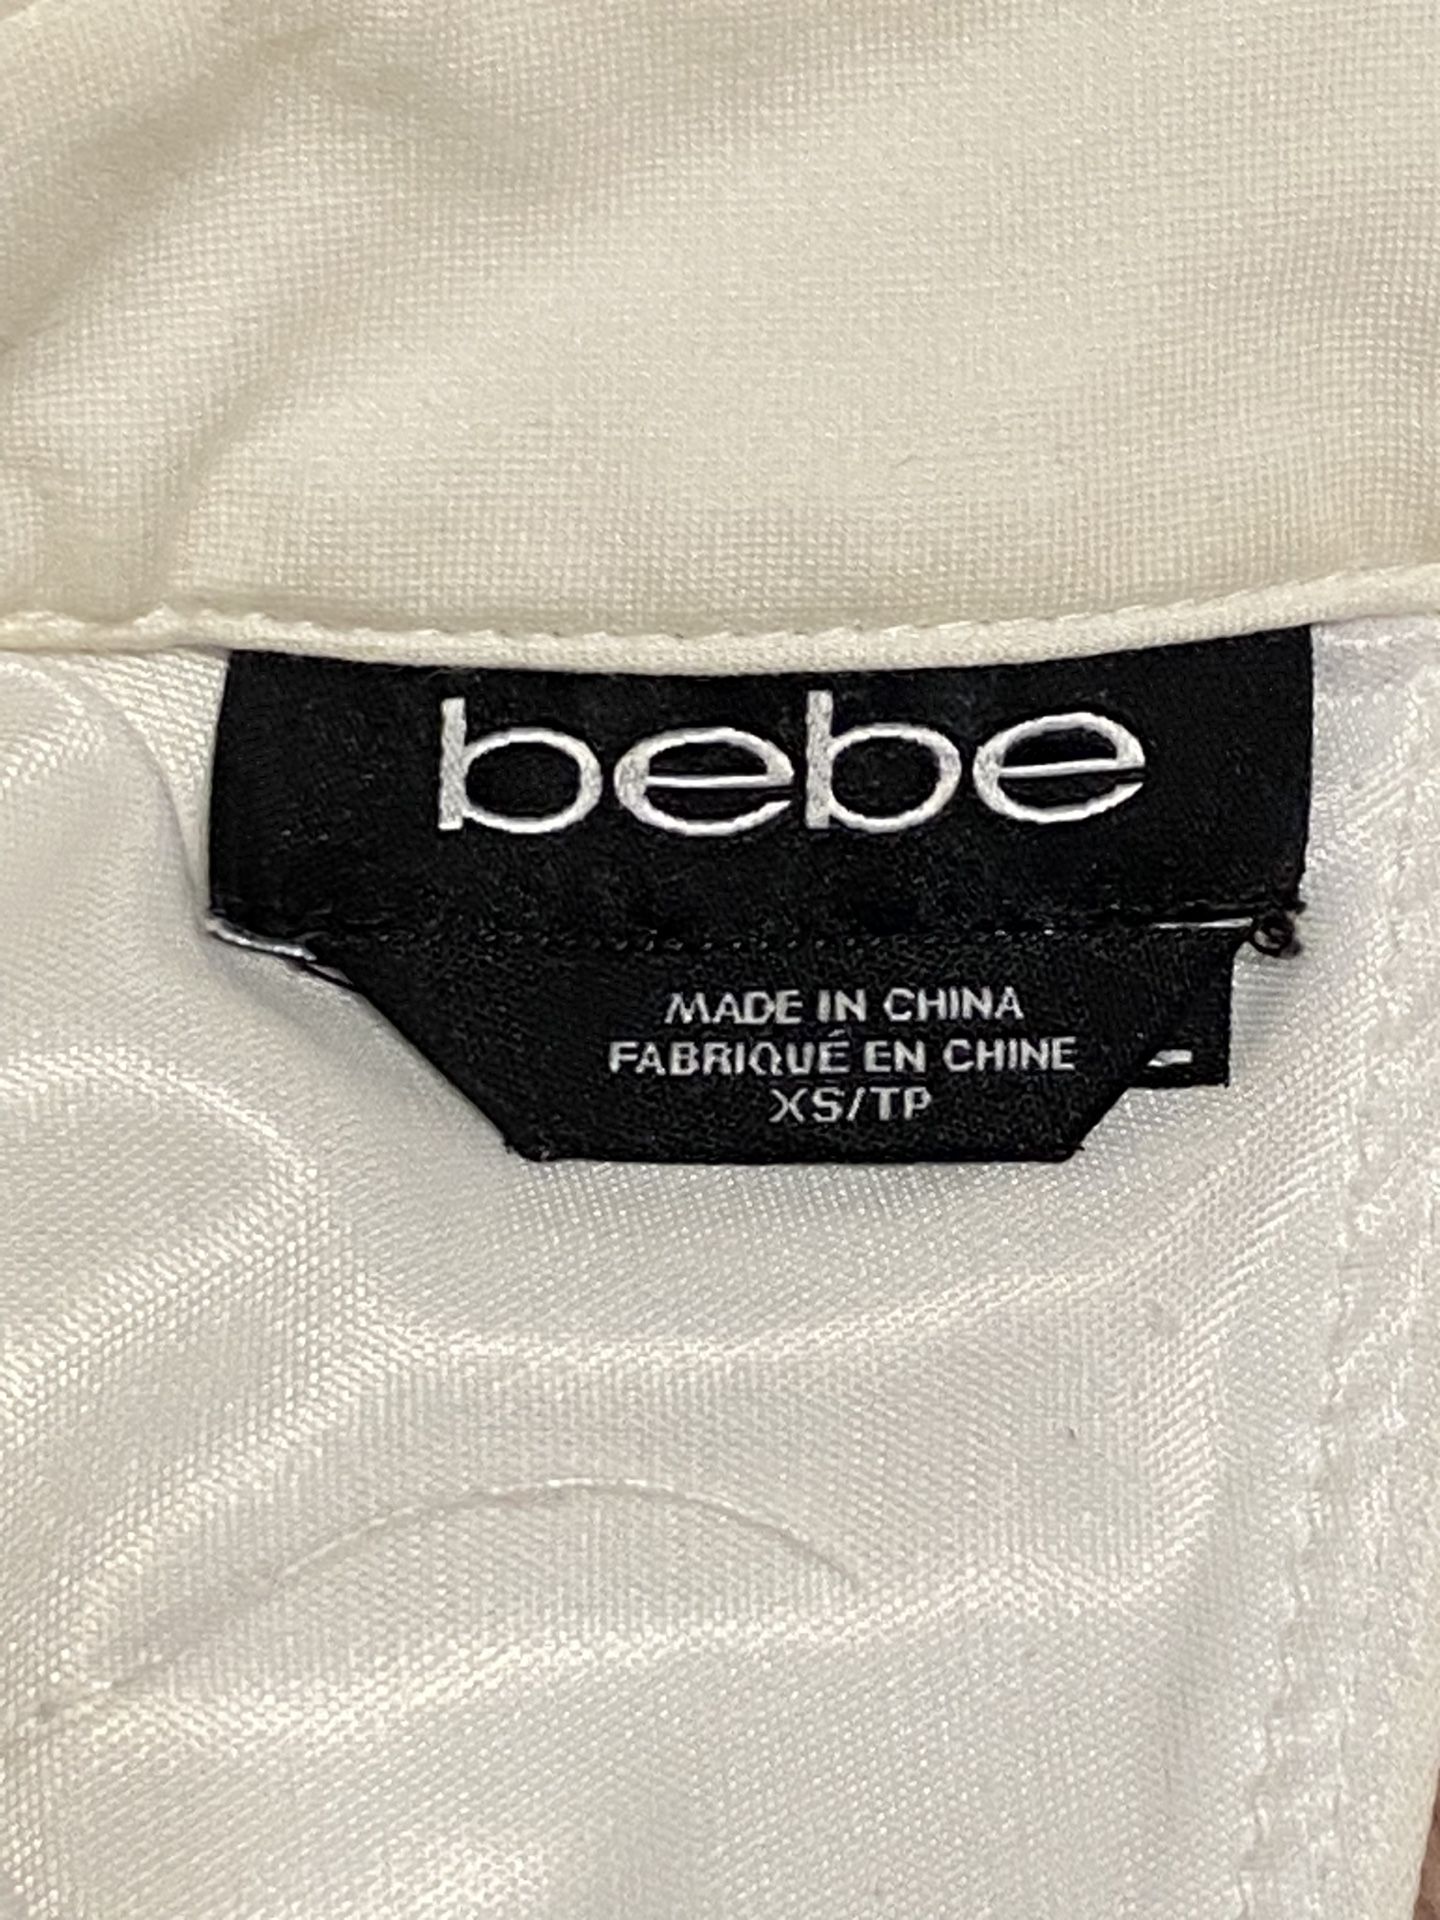 bebe
MADE IN CHINA
FABRIQUÉ EN CHINE
XS/TP